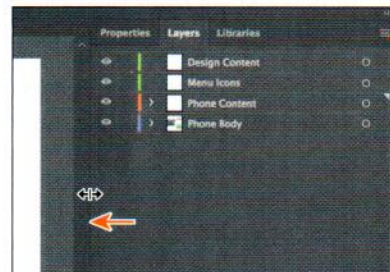 Properties Layers Libraries
Design Content
Menu Icons
Phone Content
Phone Body